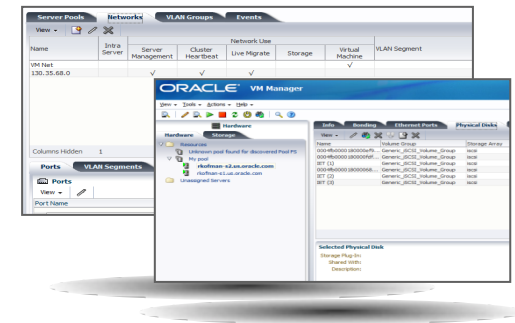 Server Pools Networks VLAN Groups Events
View
Network Use
Name Intra Server Server Management Cluster Heartbeat Live Migrate Storage Virtual Machine VLAN Segment
VM Net
130.35.68.0
Columns Hidden 1
Ports VLAN Segments
Ports
View
Port Name
ORACLE VM Manager
View Tools Actions Help
Hardware
Hardware Storage
Resources
Unknown pool found for discovered Pool FS
My pool
rkofman-s2.us.oracle.com
rkofman-c1.us.oracle.com
Unassigned Servers
Info Bonding Ethernet Ports Physical Disks
View
Name Volume Group Storage Array
Generic_iSCSI_Volume_Group iscsi
Generic_iSCSI_Volume_Group iscsi
IET (1) Generic_iSCSI_Volume_Group iscsi
Generic_iSCSI_Volume_Group iscsi
IET (2) Generic_iSCSI_Volume_Group iscsi
IET (3) Generic_iSCSI_Volume_Group iscsi
Selected Physical Disk
Storage Plug-In:
Shared With:
Description: